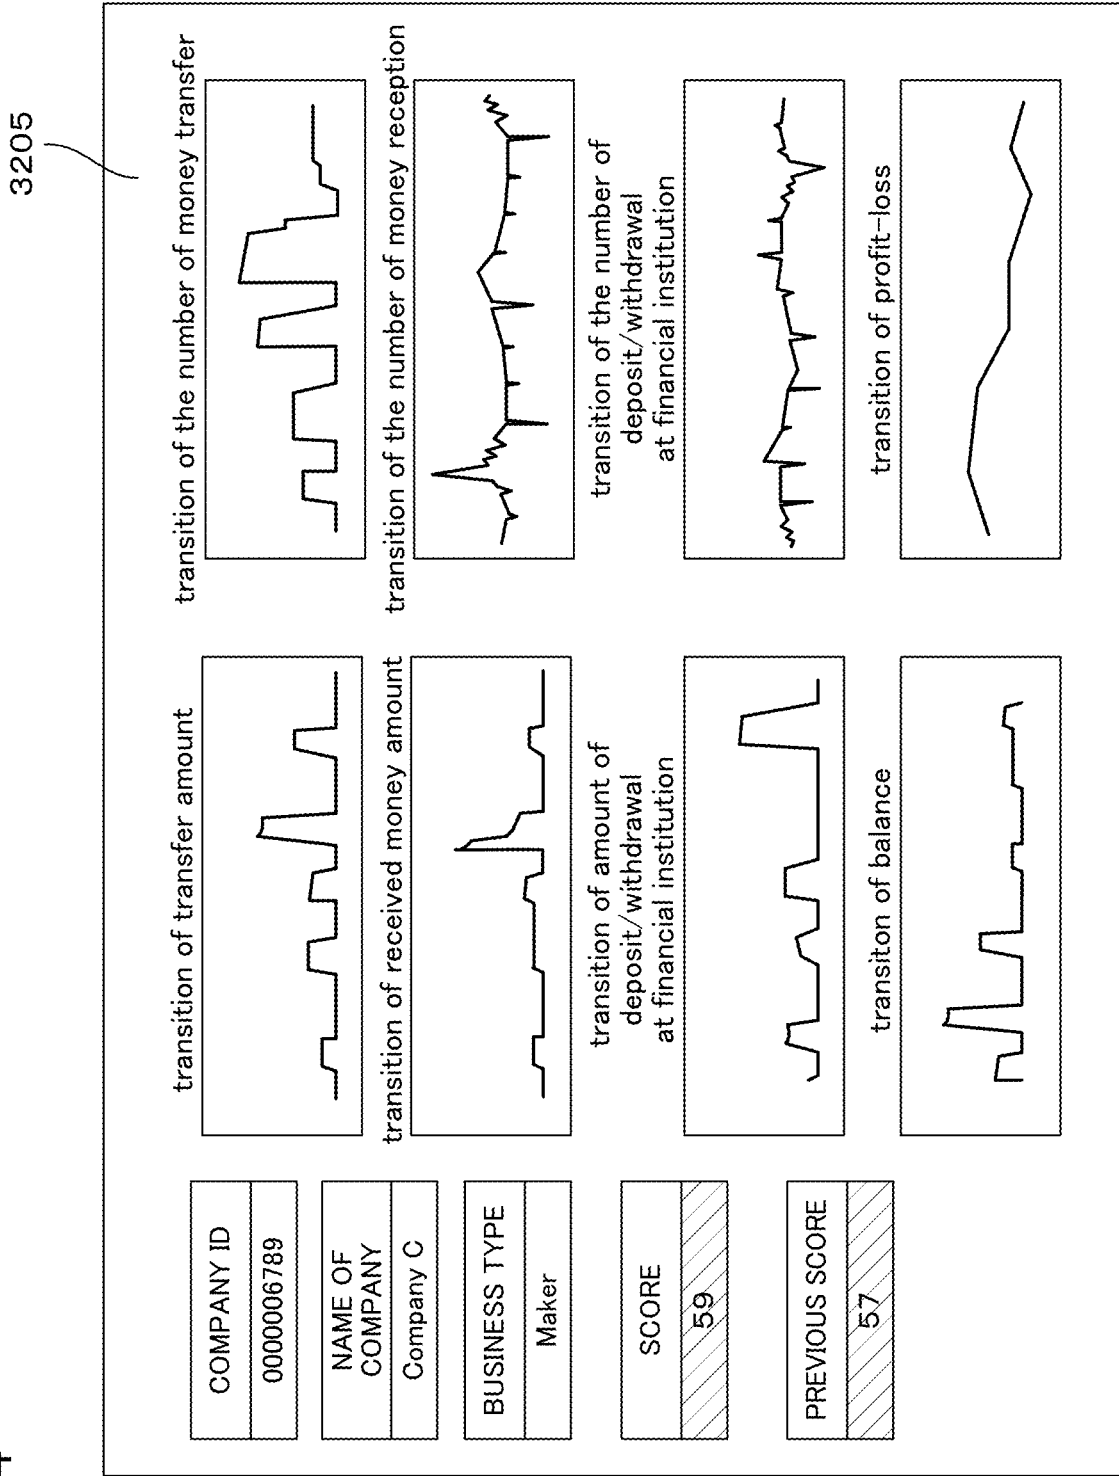 3205
COMPANY ID
0000006789
NAME OF
COMPANY
Company C
BUSINESS TYPE
Maker
SCORE
59
PREVIOUS SCORE
57
transition of transfer amount
transition of received money amount
transition of amount of
deposit/withdrawal
at financial institution
transiton of balance
transition of the number of money transfer
transition of the number of money reception
transition of the number of
deposit/withdrawal
at financial institution
transition of profit-loss